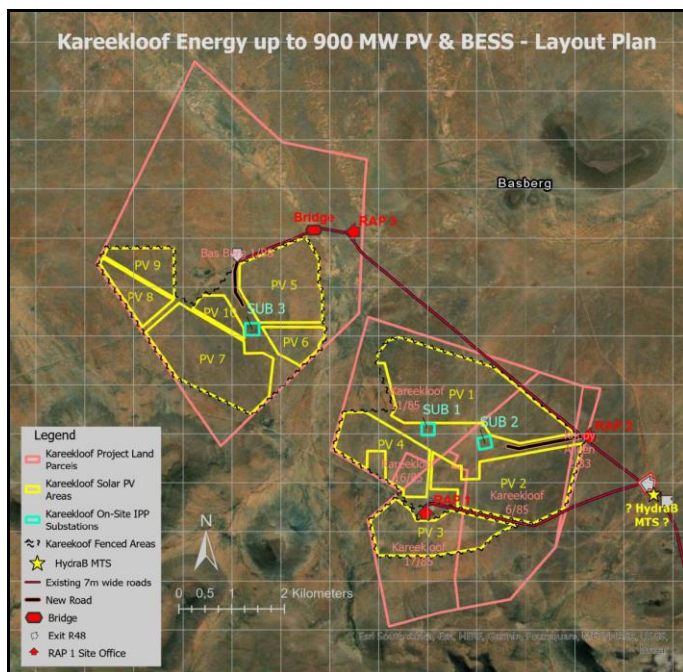 Kareekloof Energy up to 900 MW PV & BESS - Layout Plan
Basberg
Bridge
RAP 3
PV 9
PV 5
PV 8
PV 10
SUB 3
PV 6
PV 7
PV 1
Kareekloof
SUB 1
SUB 2
RAP 2
PV 4
Kareekloof
16/85
PV 2
Kareekloof
6/85
RAP 1
PV 3
Kareekloof
17/85
? HydraB
MTS ?
Legend
Kareekloof Project Land
Parcels
Kareekloof Solar PV
Areas
Kareekloof On-Site IPP
Substations
Kareekoof Fenced Areas
HydraB MTS
Existing 7m wide roads
New Road
Bridge
Exit R48
RAP 1 Site Office
N
0 0,5 1 2 Kilometers